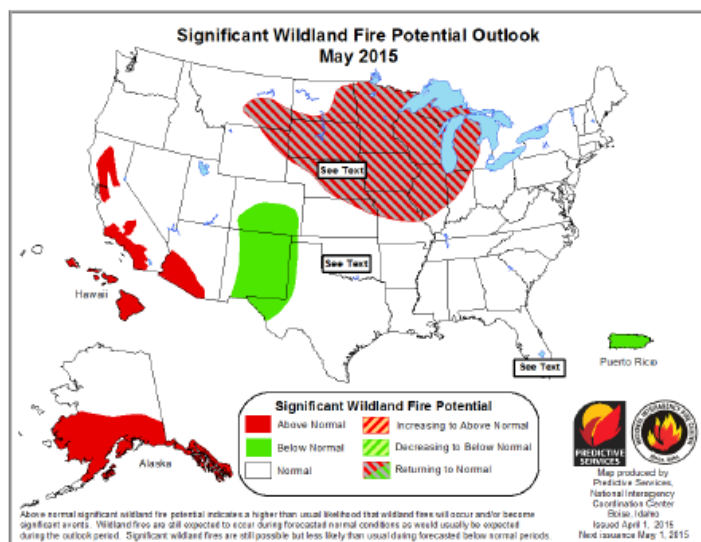 Significant Wildland Fire Potential Outlook
May 2015
See Text
See Text
Hawaii
Puerto Rico
See Text
Alaska
Significant Wildland Fire Potential
Above Normal
Increasing to Above Normal
Below Normal
Decreasing to Below Normal
Normal
Returning to Normal
PREDICTIVE
SERVICES
Map produced by
Predictive Services,
National Interagency
Coordination Center
Boise, Idaho
Issued April 1, 2015
Next issuance May 1, 2015
Above normal significant wildland fire potential indicates a higher than usual likelihood that wildland fires will occur and/or become
significant events. Wildland fires are still expected to occur during forecasted normal conditions as would usually be expected
during the outlook period. Significant wildland fires are still possible but less likely than usual during forecasted below normal periods.